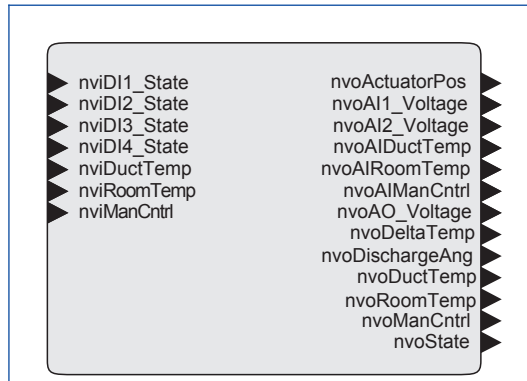 nviDI1_State
nviDI2_State
nviDI3_State
nviDI4_State
nviDuctTemp
nviRoomTemp
nviManCntrl
nvoActuatorPos
nvoAI1_Voltage
nvoAI2_Voltage
nvoAIDuctTemp
nvoAIRoomTemp
nvoAIManCntrl
nvoAO_Voltage
nvoDeltaTemp
nvoDischargeAng
nvoDuctTemp
nvoRoomTemp
nvoManCntrl
nvoState